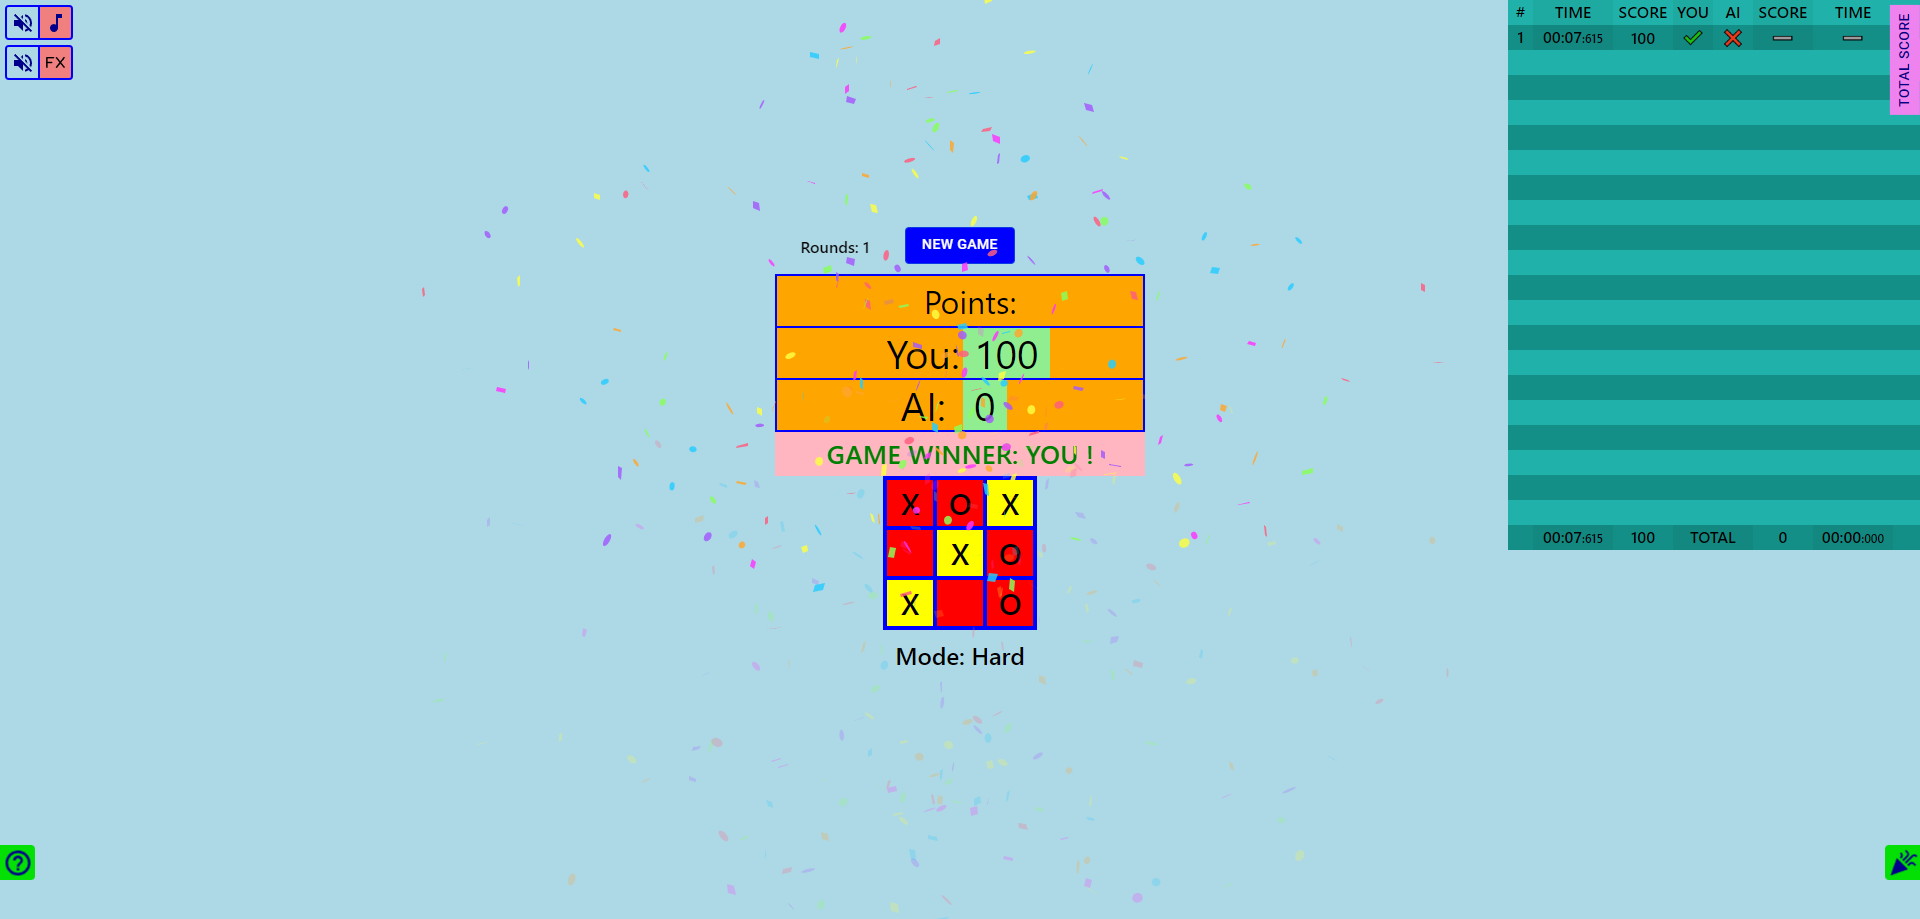 FX
# TIME SCORE YOU AI SCORE TIME
1 00:07:615 100
TOTAL SCORE
Rounds: 1 NEW GAME
Points:
You: 100
AI: 0
GAME WINNER: YOU !
X O X
X O
X O
Mode: Hard
00:07:615 100 TOTAL 0 00:00:000
?